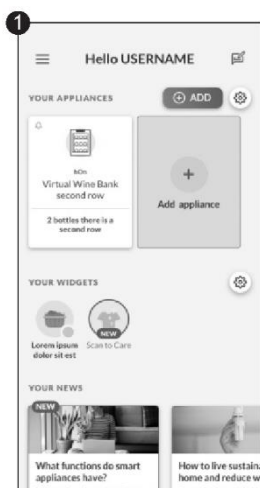 1
Hello USERNAME
YOUR APPLIANCES
ADD
hOn
Virtual Wine Bank
second row
2 bottles there is a
second row
Add appliance
YOUR WIDGETS
NEW
Lorem ipsum
dolor sit est
Scan to Care
YOUR NEWS
NEW
What functions do smart
appliances have?
How to live sustaina
home and reduce w